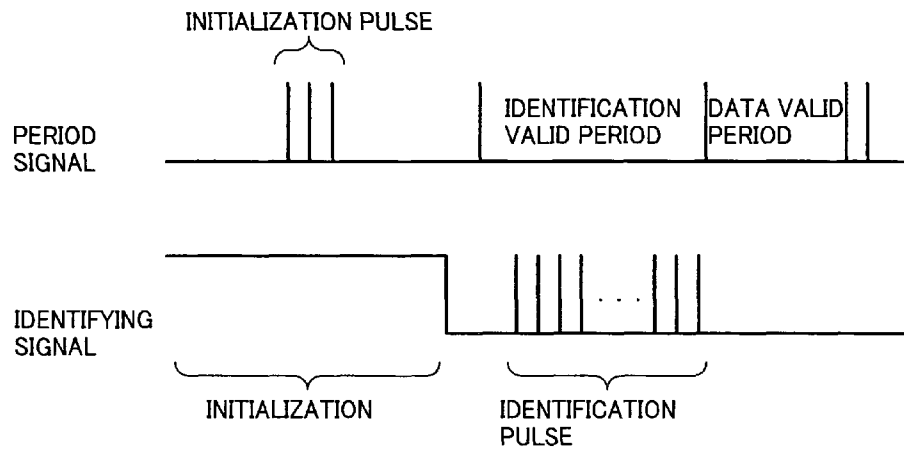 INITIALIZATION PULSE
PERIOD
SIGNAL
IDENTIFICATION
VALID PERIOD
DATA VALID
PERIOD
IDENTIFYING
SIGNAL
. . .
INITIALIZATION
IDENTIFICATION
PULSE